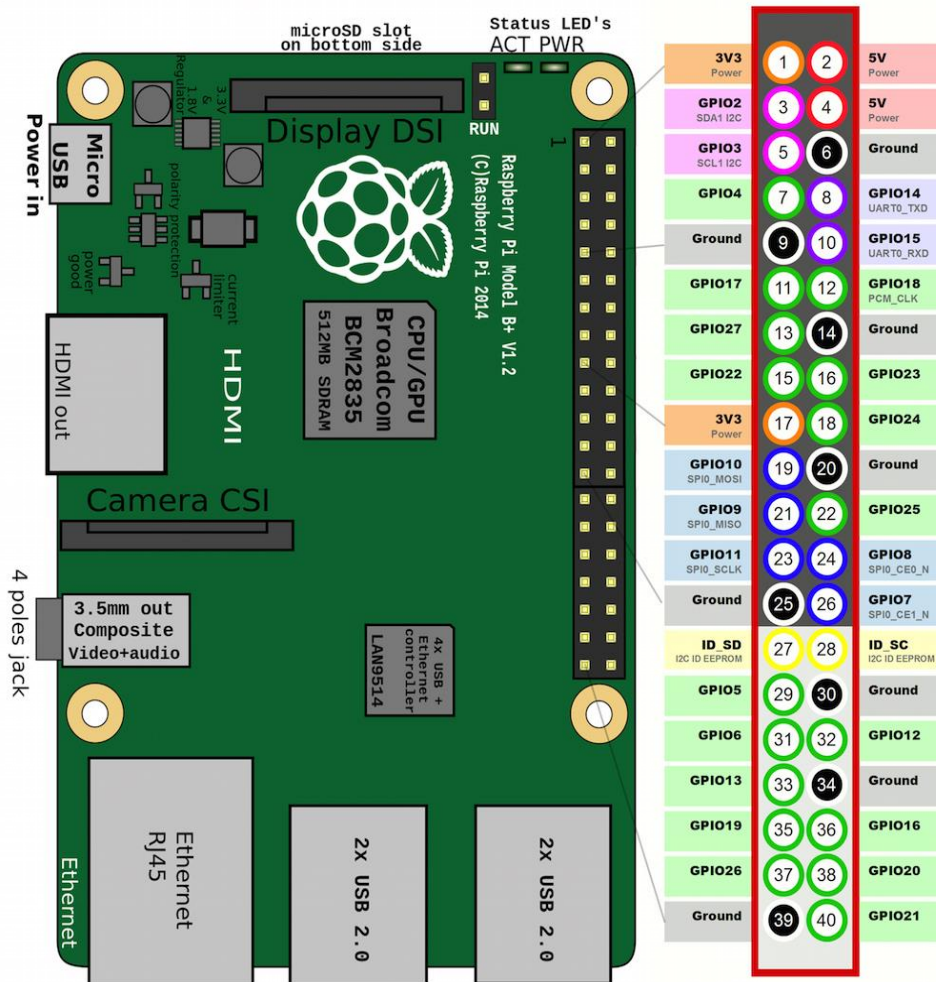 microSD slot
on bottom side
Status LED's
ACT PWR
RUN
1
Display DSI
Regulator
&
1.8V
3.3V
Power in
Micro
USB
polarity protection
power
good
current
limiter
Raspberry Pi Model B+ V1.2
(C)Raspberry Pi 2014
CPU/GPU
Broadcom
BCM2835
512MB SDRAM
HDMI
HDMI out
Camera CSI
4 poles jack
3.5mm out
Composite
Video+audio
4x USB +
Ethernet
controller
LAN9514
Ethernet
Ethernet
RJ45
2x USB 2.0
2x USB 2.0
3V3 1 2 5V
Power Power
GPIO2 3 4 5V
SDA1 I2C Power
GPIO3 5 6 Ground
SCL1 I2C
GPIO4 7 8 GPIO14
UART0_TXD
Ground 9 10 GPIO15
UART0_RXD
GPIO17 11 12 GPIO18
PCM_CLK
GPIO27 13 14 Ground
GPIO22 15 16 GPIO23
3V3 17 18 GPIO24
Power
GPIO10 19 20 Ground
SPI0_MOSI
GPIO9 21 22 GPIO25
SPI0_MISO
GPIO11 23 24 GPIO8
SPI0_SCLK SPI0_CE0_N
Ground 25 26 GPIO7
SPI0_CE1_N
ID_SD 27 28 ID_SC
I2C ID EEPROM I2C ID EEPROM
GPIO5 29 30 Ground
GPIO6 31 32 GPIO12
GPIO13 33 34 Ground
GPIO19 35 36 GPIO16
GPIO26 37 38 GPIO20
Ground 39 40 GPIO21